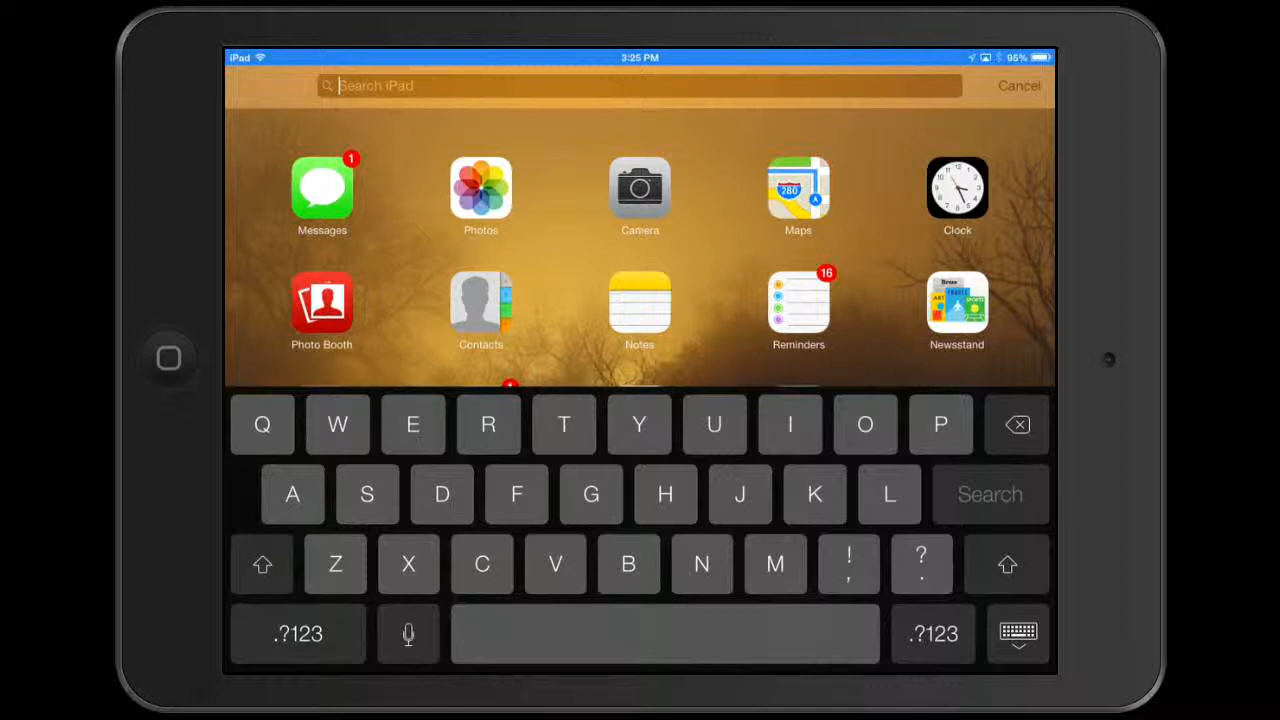 iPad 3:25 PM 95%
Search iPad Cancel
1
280
Messages Photos Camera Maps Clock
16
Photo Booth Contacts Notes Reminders Newsstand
Q W E R T Y U I O P
A S D F G H J K L Search
Z X C V B N M ! , ? .
.?123 .?123